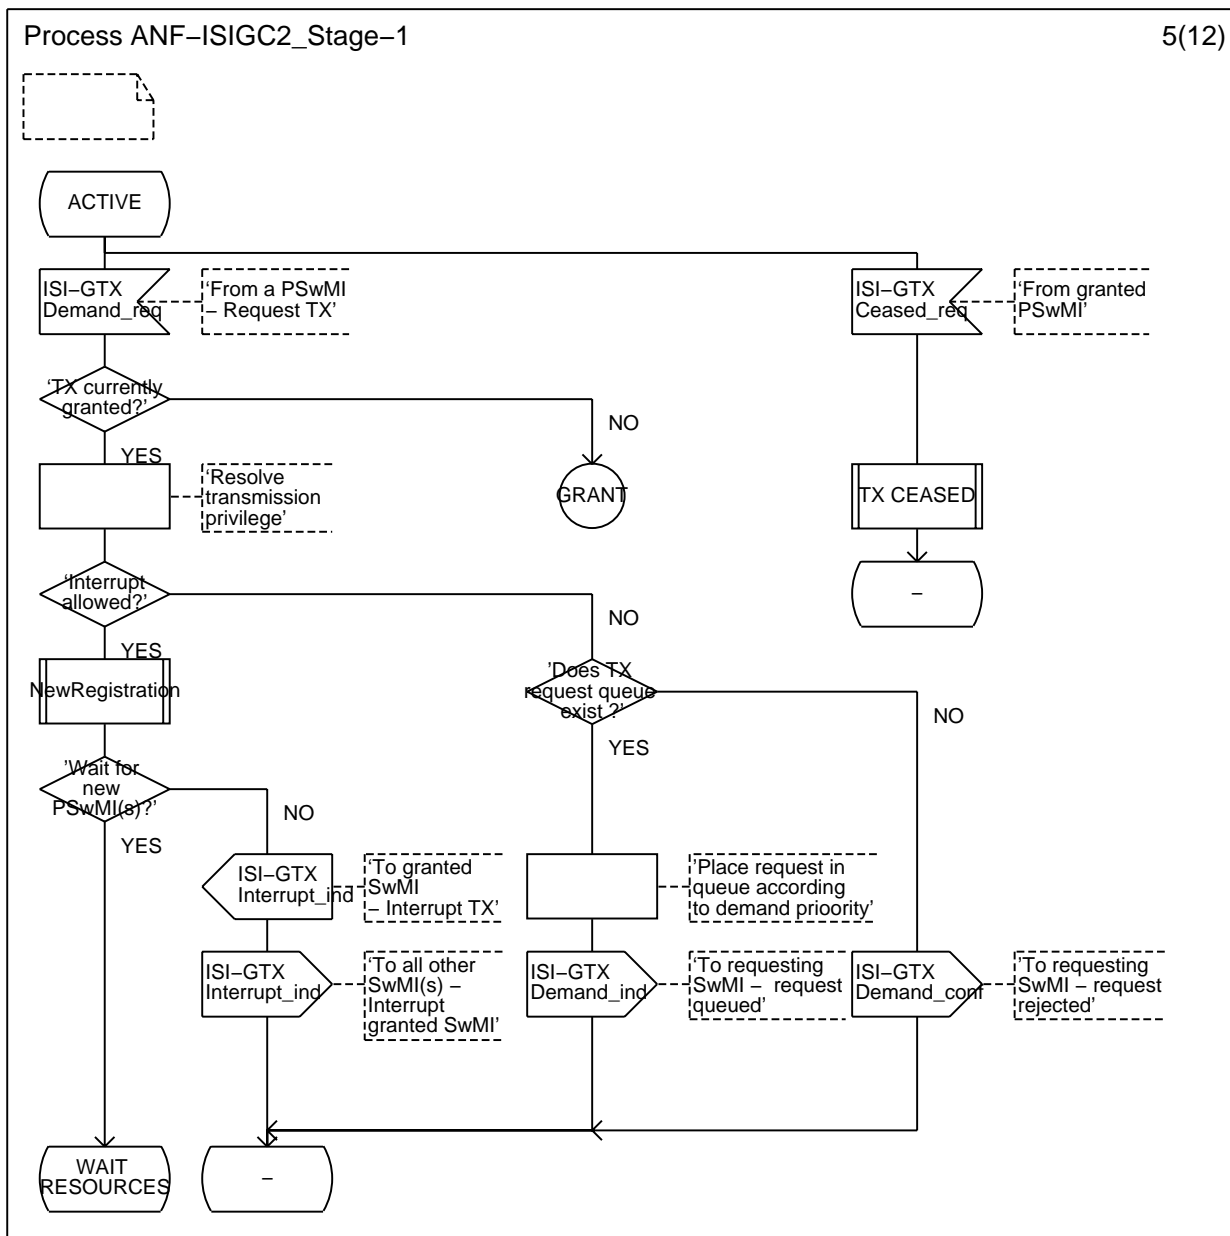 Process ANF–ISIGC2_Stage–1
5(12)
ACTIVE
ISI–GTX
Demand_req
‘From a PSwMI
– Request TX’
ISI–GTX
Ceased_req
‘From granted
PSwMI’
‘TX currently
granted?’
NO
YES
‘Resolve
transmission
privilege’
GRANT
TX CEASED
‘Interrupt
allowed?’
–
NO
YES
NewRegistration
’Does TX
request queue
exist ?’
NO
YES
’Wait for
new
PSwMI(s)?’
NO
YES
ISI–GTX
Interrupt_ind
‘To granted
SwMI
– Interrupt TX’
’Place request in
queue according
to demand prioority’
ISI–GTX
Interrupt_ind
‘To all other
SwMI(s) –
Interrupt
granted SwMI’
ISI–GTX
Demand_ind
‘To requesting
SwMI –  request
queued’
ISI–GTX
Demand_conf
’To requesting
SwMI – request
rejected’
WAIT
RESOURCES
–